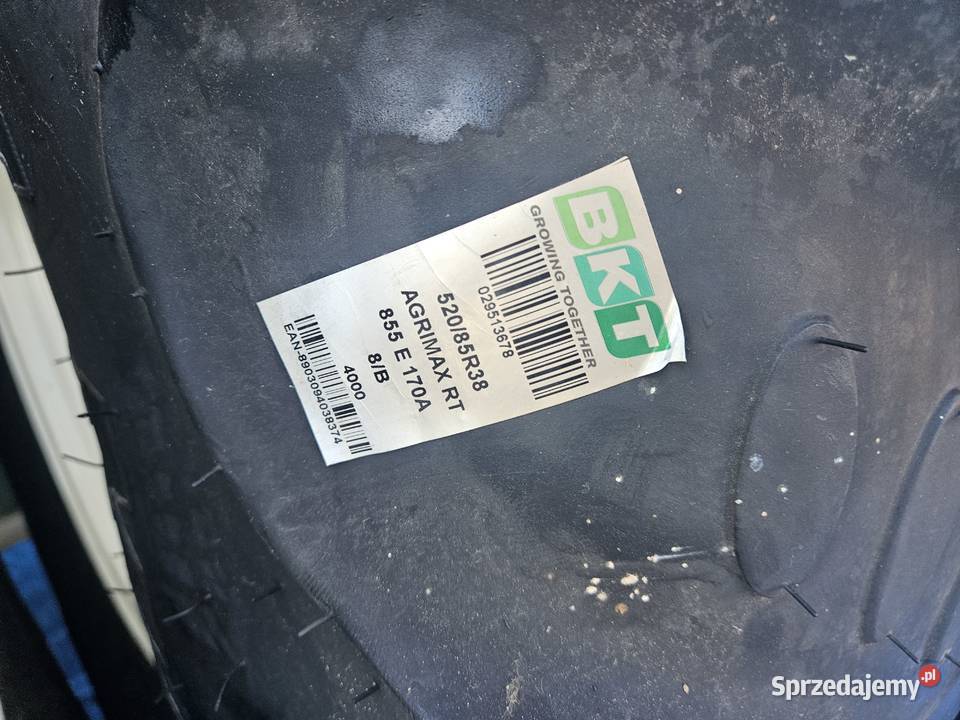 BKT
GROWING TOGETHER
029513678
520/85R38
AGRIMAX RT
855 E 170A
8/B
4000
EAN-8903094038374
Sprzedajemy.pl